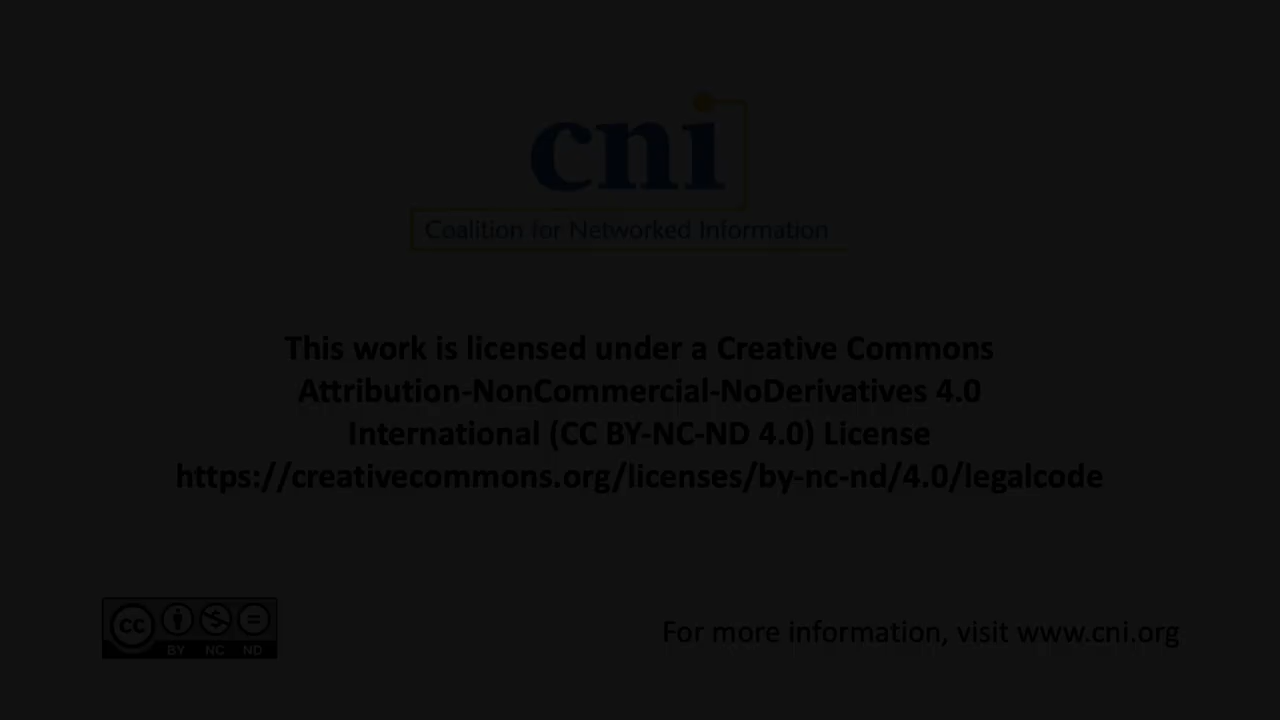 cni
Coalition for Networked Information
This work is licensed under a Creative Commons
Attribution-NonCommercial-NoDerivatives 4.0
International (CC BY-NC-ND 4.0) License
https://creativecommons.org/licenses/by-nc-nd/4.0/legalcode
cc
BY NC ND
For more information, visit www.cni.org